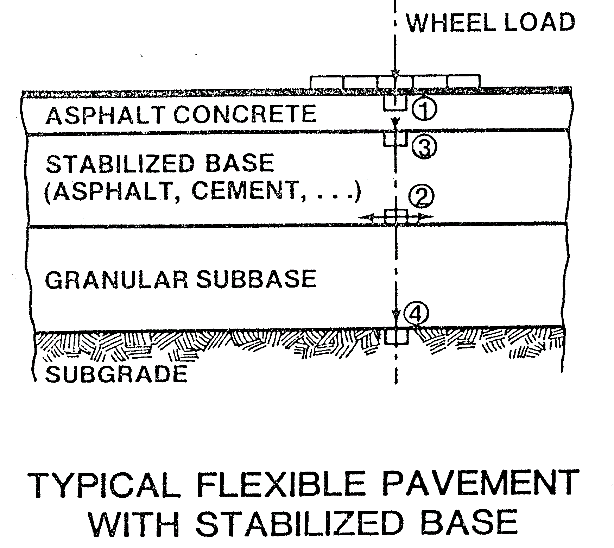 WHEEL LOAD
ASPHALT CONCRETE
①
STABILIZED BASE
③
(ASPHALT, CEMENT, . . .)
②
GRANULAR SUBBASE
④
SUBGRADE
TYPICAL FLEXIBLE PAVEMENT
WITH STABILIZED BASE